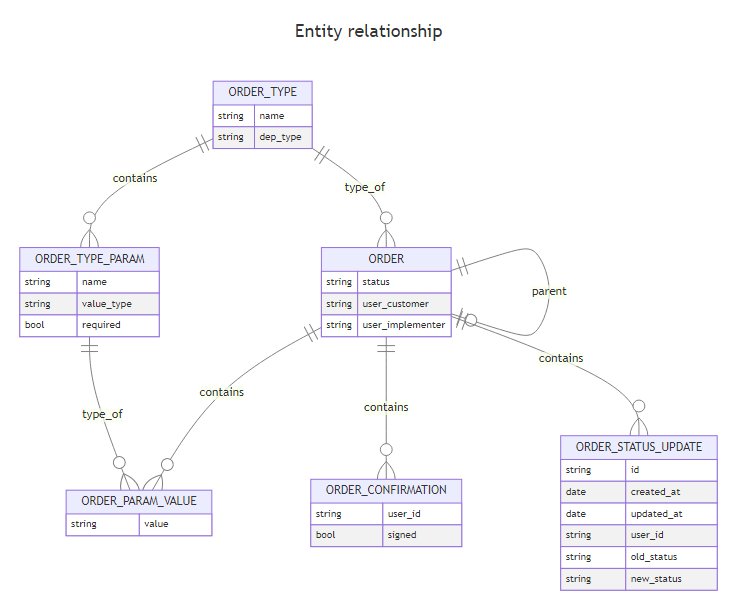 Entity relationship
ORDER_TYPE
string name
string dep_type
contains
type_of
ORDER_TYPE_PARAM
string name
string value_type
bool required
ORDER
string status
string user_customer
string user_implementer
parent
contains
contains
type_of
contains
ORDER_STATUS_UPDATE
string id
date created_at
date updated_at
string user_id
string old_status
string new_status
ORDER_CONFIRMATION
string user_id
bool signed
ORDER_PARAM_VALUE
string value